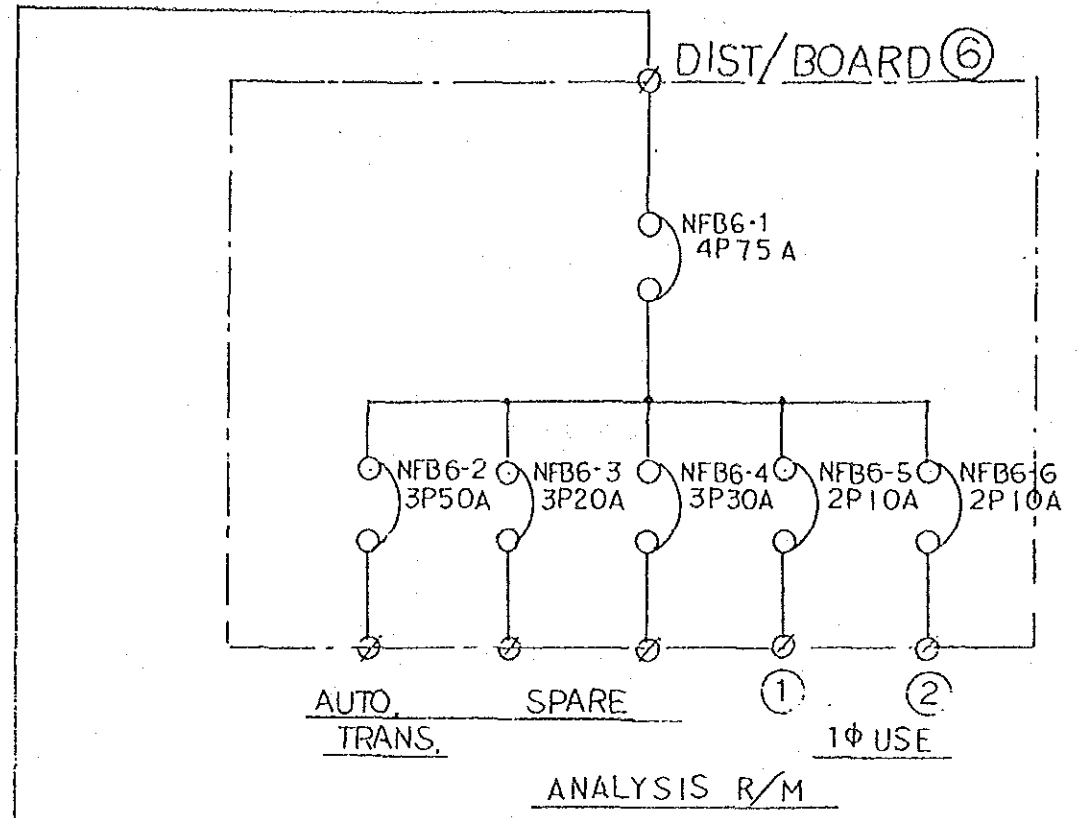 DIST/BOARD ⑥
NFB6-1
4P75A
NFB6-2
3P50A
NFB6-3
3P20A
NFB6-4
3P30A
NFB6-5
2P10A
NFB6-6
2P10A
AUTO.
TRANS.
SPARE
①
②
1Φ USE
ANALYSIS R/M